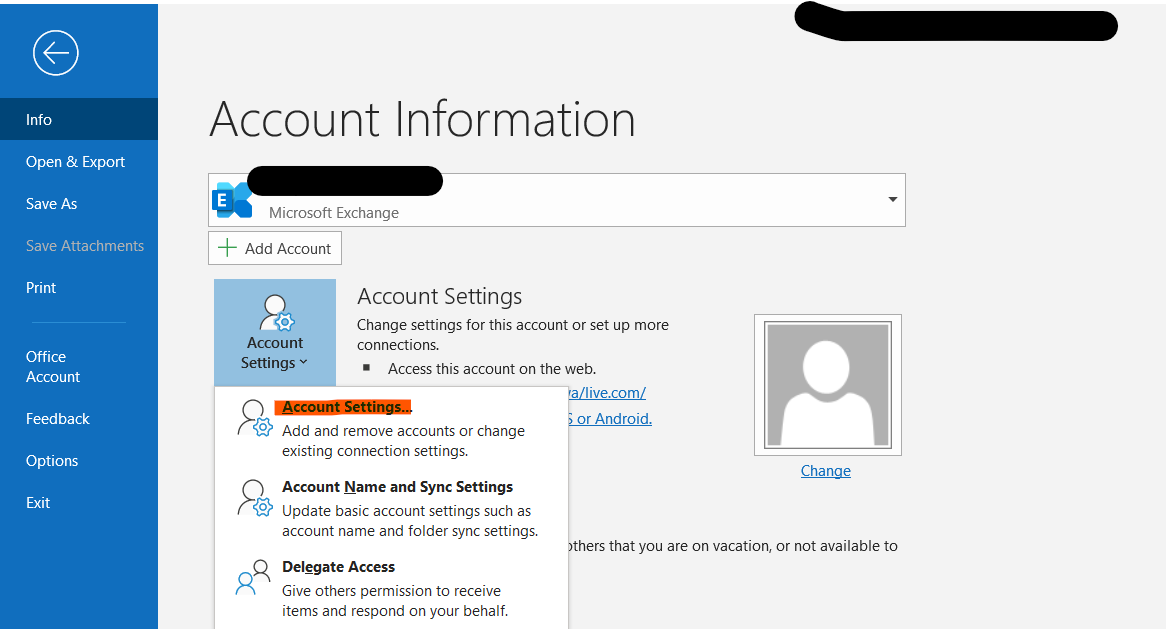 Info
Open & Export
Save As
Save Attachments
Print
Office
Account
Feedback
Options
Exit
Account Information
E
Microsoft Exchange
Add Account
Account
Settings
Account Settings
Change settings for this account or set up more
connections.
Access this account on the web.
a/live.com/
or Android.
Change
Account Settings...
Add and remove accounts or change
existing connection settings.
Account Name and Sync Settings
Update basic account settings such as
account name and folder sync settings.
Delegate Access
Give others permission to receive
items and respond on your behalf.
others that you are on vacation, or not available to